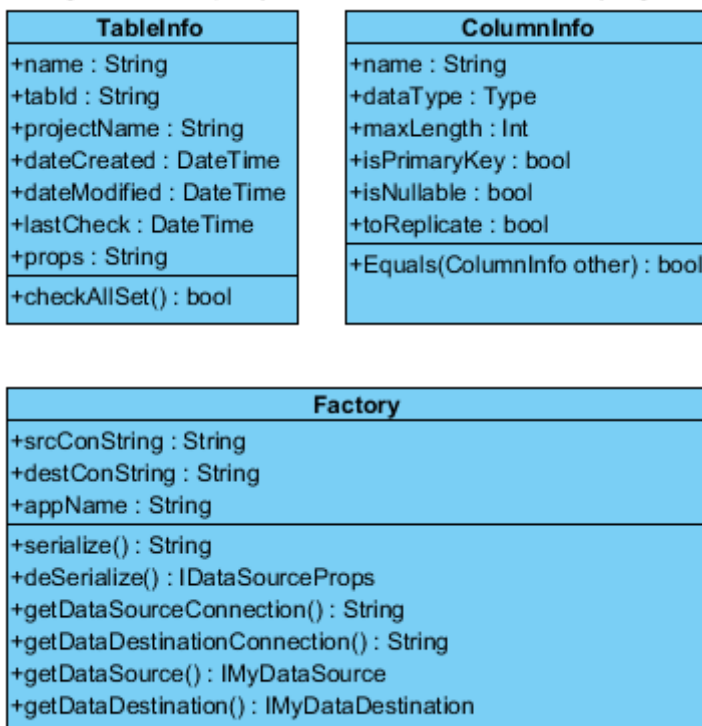 TableInfo
+name : String
+tabId : String
+projectName : String
+dateCreated : DateTime
+dateModified : DateTime
+lastCheck : DateTime
+props : String
+checkAllSet() : bool
ColumnInfo
+name : String
+dataType : Type
+maxLength : Int
+isPrimaryKey : bool
+isNullable : bool
+toReplicate : bool
+Equals(ColumnInfo other) : bool
Factory
+srcConString : String
+destConString : String
+appName : String
+serialize() : String
+deSerialize() : IDataSourceProps
+getDataSourceConnection() : String
+getDataDestinationConnection() : String
+getDataSource() : IMyDataSource
+getDataDestination() : IMyDataDestination